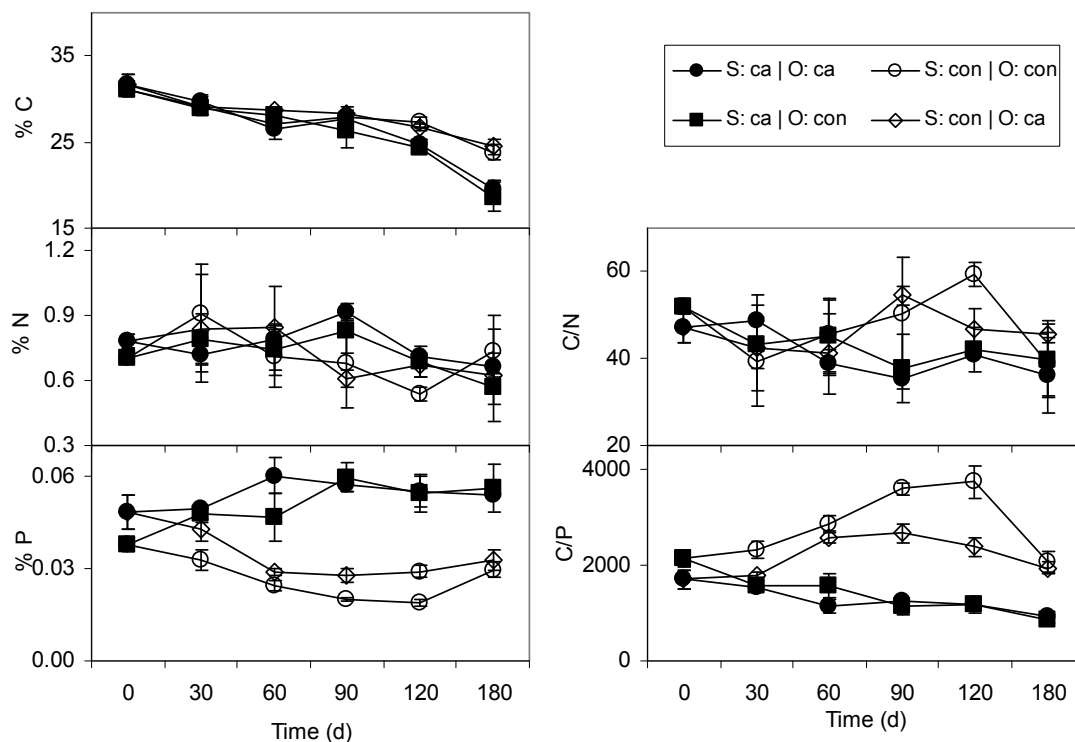 % C
35
25
15
S: ca | O: ca
S: con | O: con
S: ca | O: con
S: con | O: ca
% N
1.2
0.9
0.6
0.3
% P
0.06
0.03
0.00
0 30 60 90 120 180
Time (d)
C/N
60
40
20
C/P
4000
2000
0
0 30 60 90 120 180
Time (d)